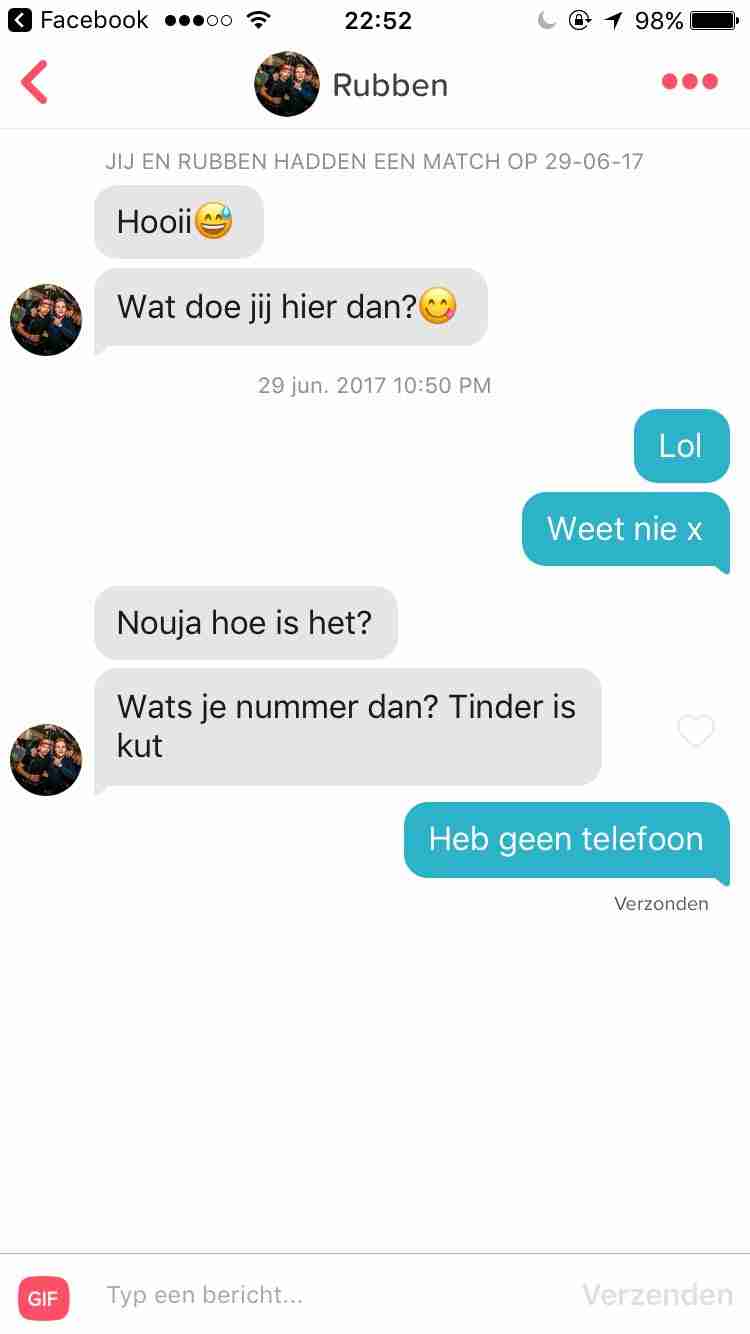 Facebook 22:52 98%
Rubben
JIJ EN RUBBEN HADDEN EEN MATCH OP 29-06-17
Hooii😅
Wat doe jij hier dan?😋
29 jun. 2017 10:50 PM
Lol
Weet nie x
Nouja hoe is het?
Wats je nummer dan? Tinder is
kut
Heb geen telefoon
Verzonden
GIF Typ een bericht... Verzenden